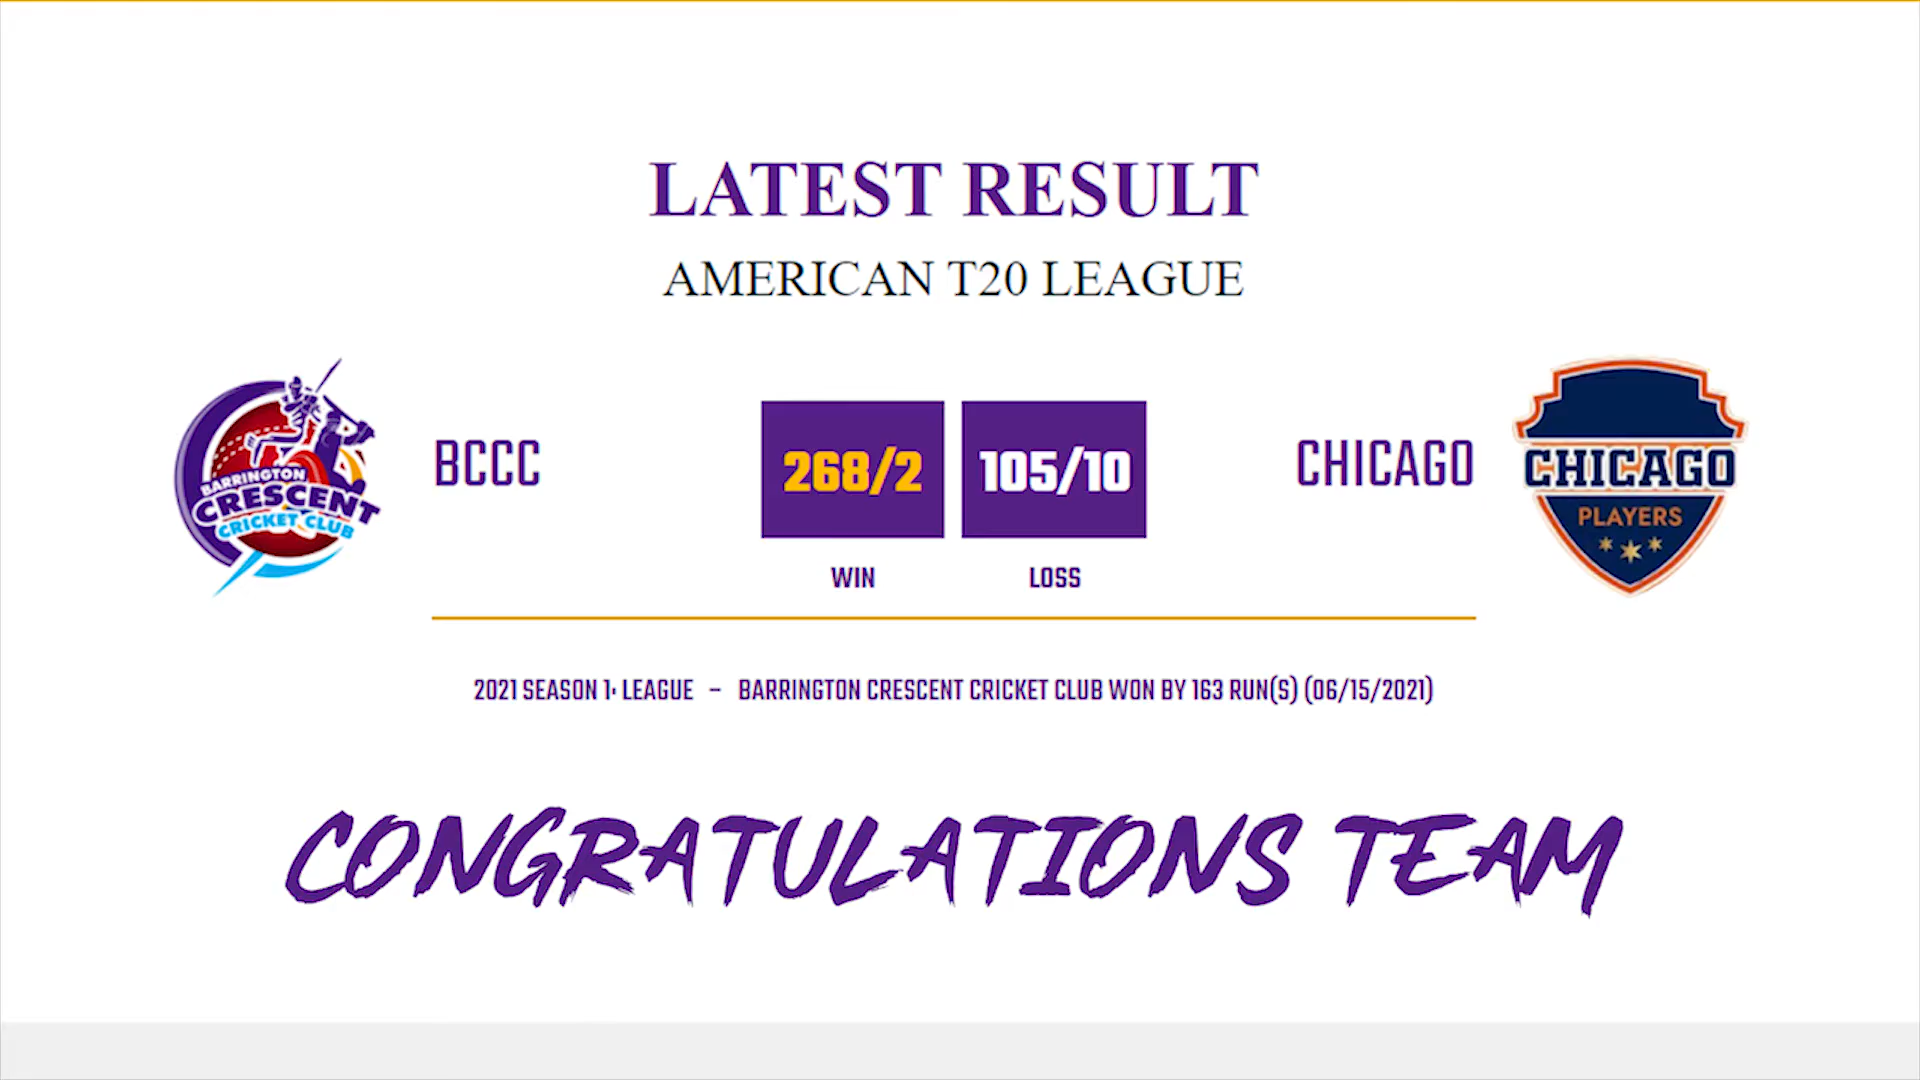 LATEST RESULT
AMERICAN T20 LEAGUE
BARRINGTON
CRESCENT
CRICKET CLUB
BCCC
268/2
105/10
CHICAGO
CHICAGO
PLAYERS
WIN
LOSS
2021 SEASON 1: LEAGUE – BARRINGTON CRESCENT CRICKET CLUB WON BY 163 RUN(S) (06/15/2021)
CONGRATULATIONS TEAM